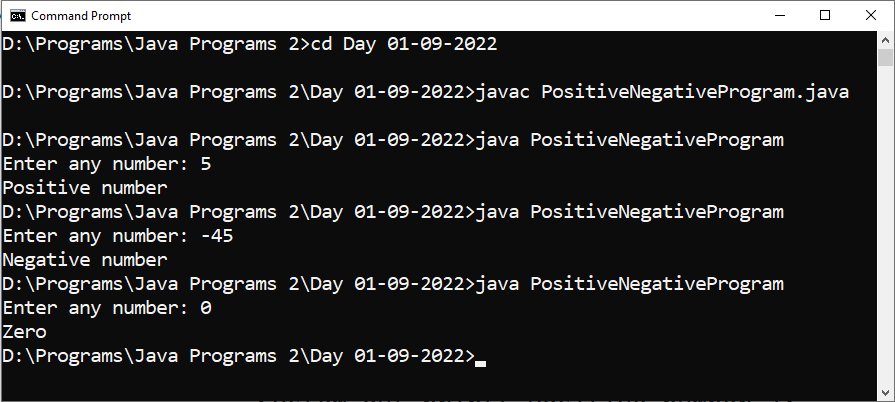 Command Prompt
D:\Programs\Java Programs 2>cd Day 01-09-2022
D:\Programs\Java Programs 2\Day 01-09-2022>javac PositiveNegativeProgram.java
D:\Programs\Java Programs 2\Day 01-09-2022>java PositiveNegativeProgram
Enter any number: 5
Positive number
D:\Programs\Java Programs 2\Day 01-09-2022>java PositiveNegativeProgram
Enter any number: -45
Negative number
D:\Programs\Java Programs 2\Day 01-09-2022>java PositiveNegativeProgram
Enter any number: 0
Zero
D:\Programs\Java Programs 2\Day 01-09-2022>